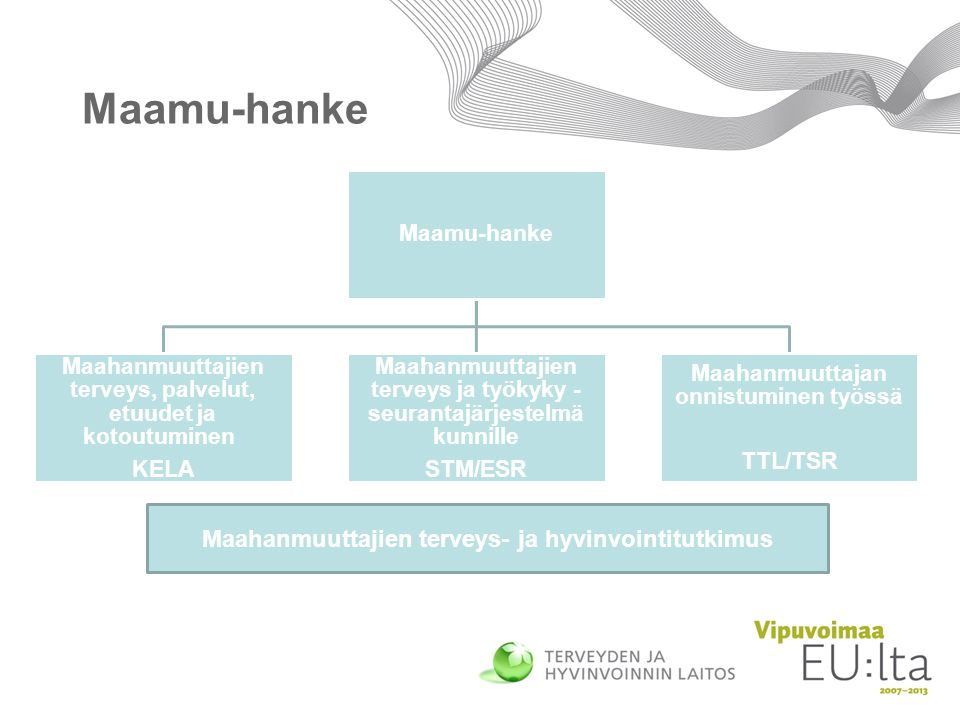 Maamu-hanke
Maamu-hanke
Maahanmuuttajien
terveys, palvelut,
etuudet ja
kotoutuminen
KELA
Maahanmuuttajien
terveys ja työkyky -
seurantajärjestelmä
kunnille
STM/ESR
Maahanmuuttajan
onnistuminen työssä
TTL/TSR
Maahanmuuttajien terveys- ja hyvinvointitutkimus
TERVEYDEN JA
HYVINVOINNIN LAITOS
Vipuvoimaa
EU:lta
2007–2013